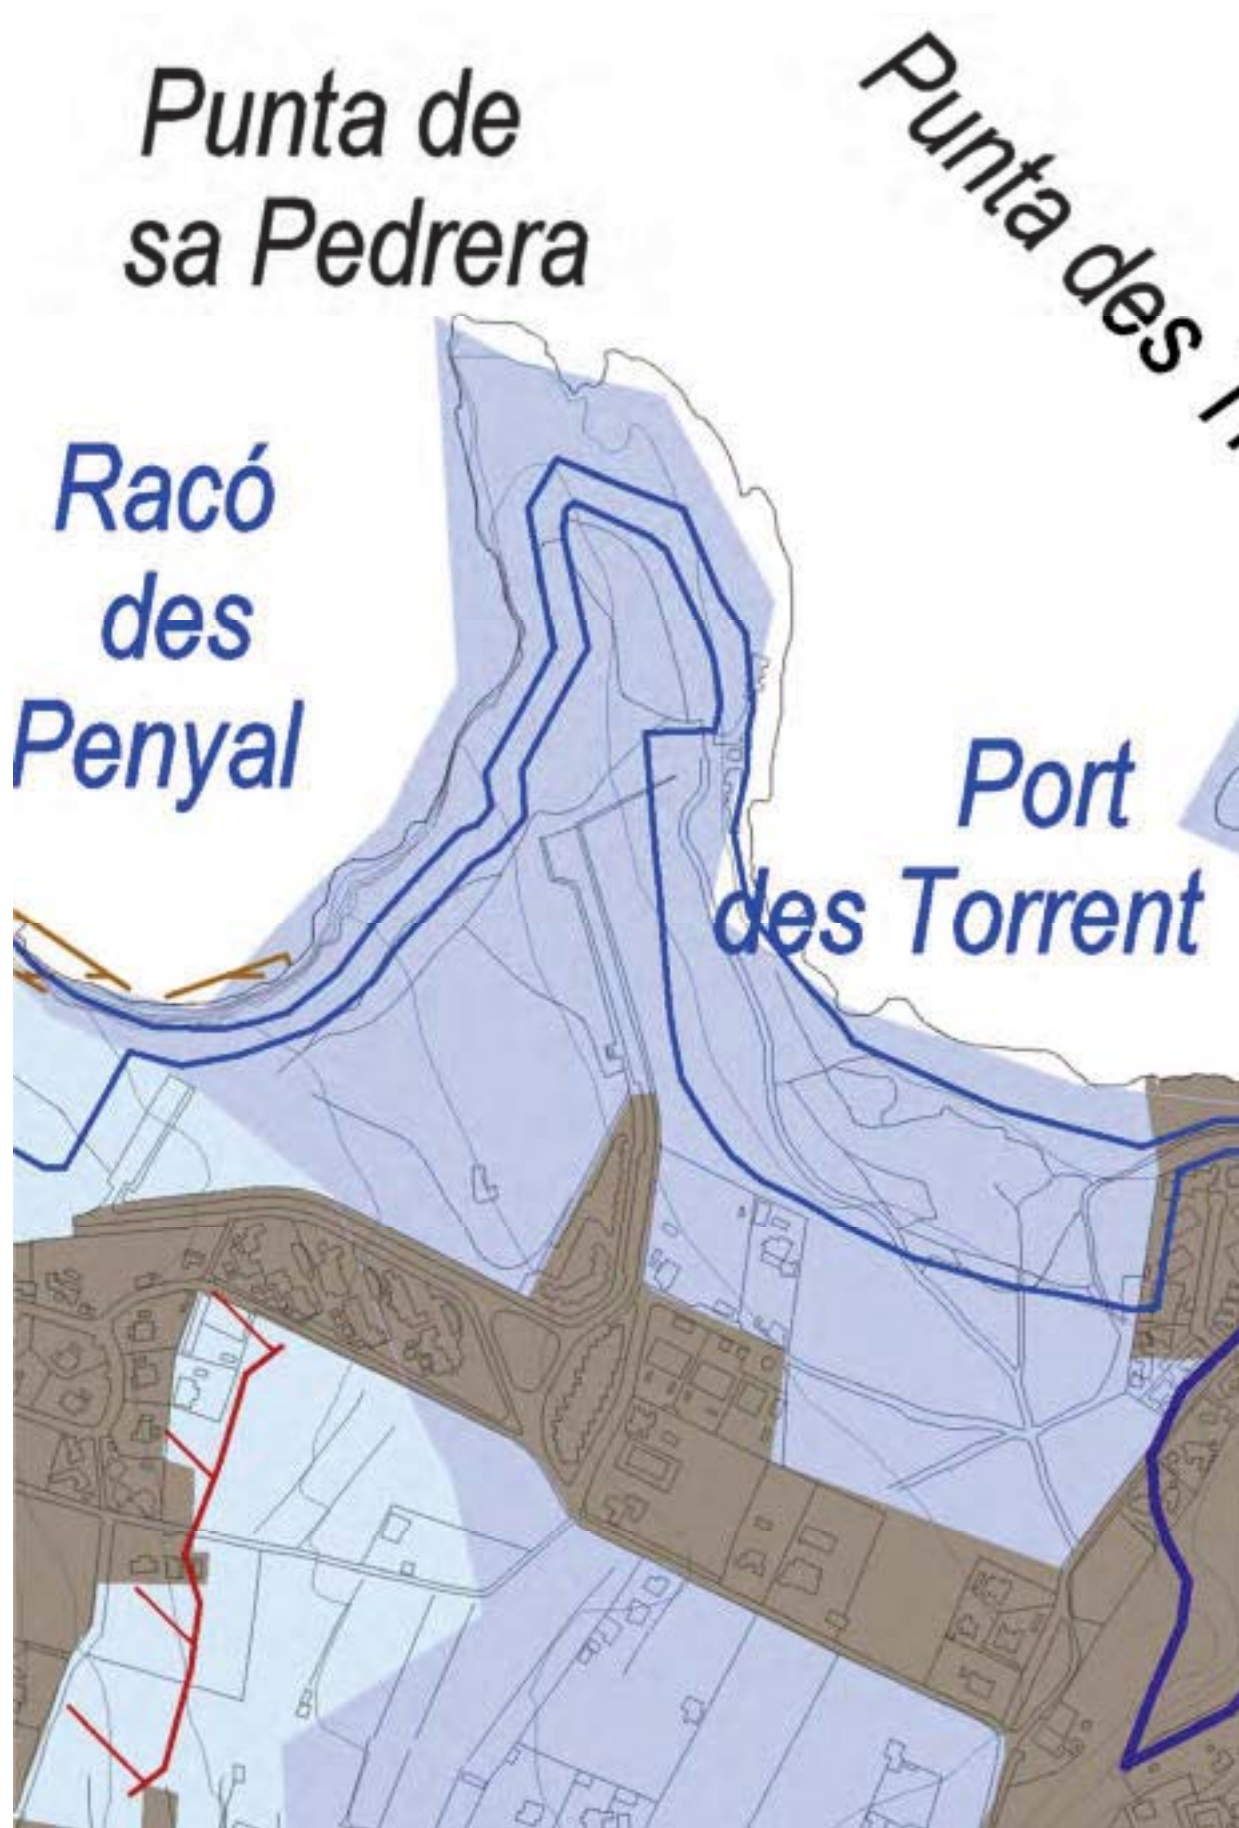 Punta de
sa Pedrera
Punta des
Racó
des
Penyal
Port
des Torrent